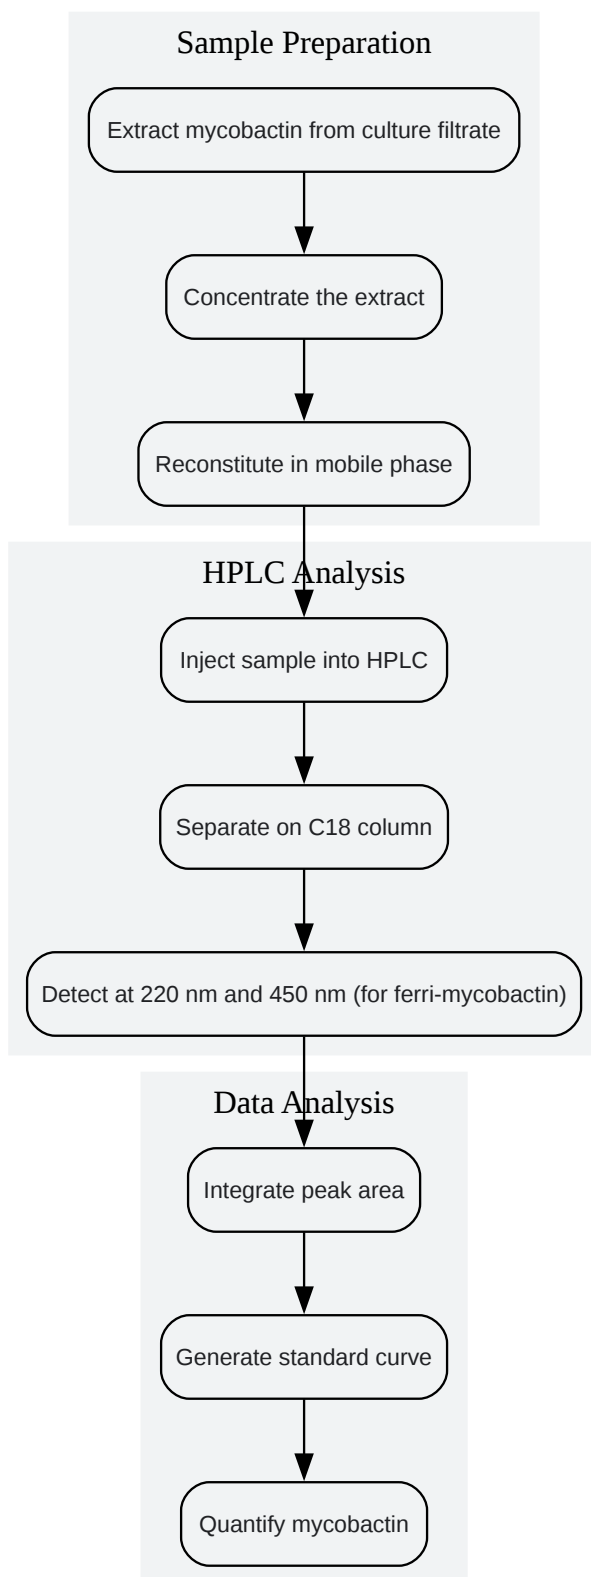 Sample Preparation
Extract mycobactin from culture filtrate
Concentrate the extract
Reconstitute in mobile phase
HPLC Analysis
Inject sample into HPLC
Separate on C18 column
Detect at 220 nm and 450 nm (for ferri-mycobactin)
Data Analysis
Integrate peak area
Generate standard curve
Quantify mycobactin